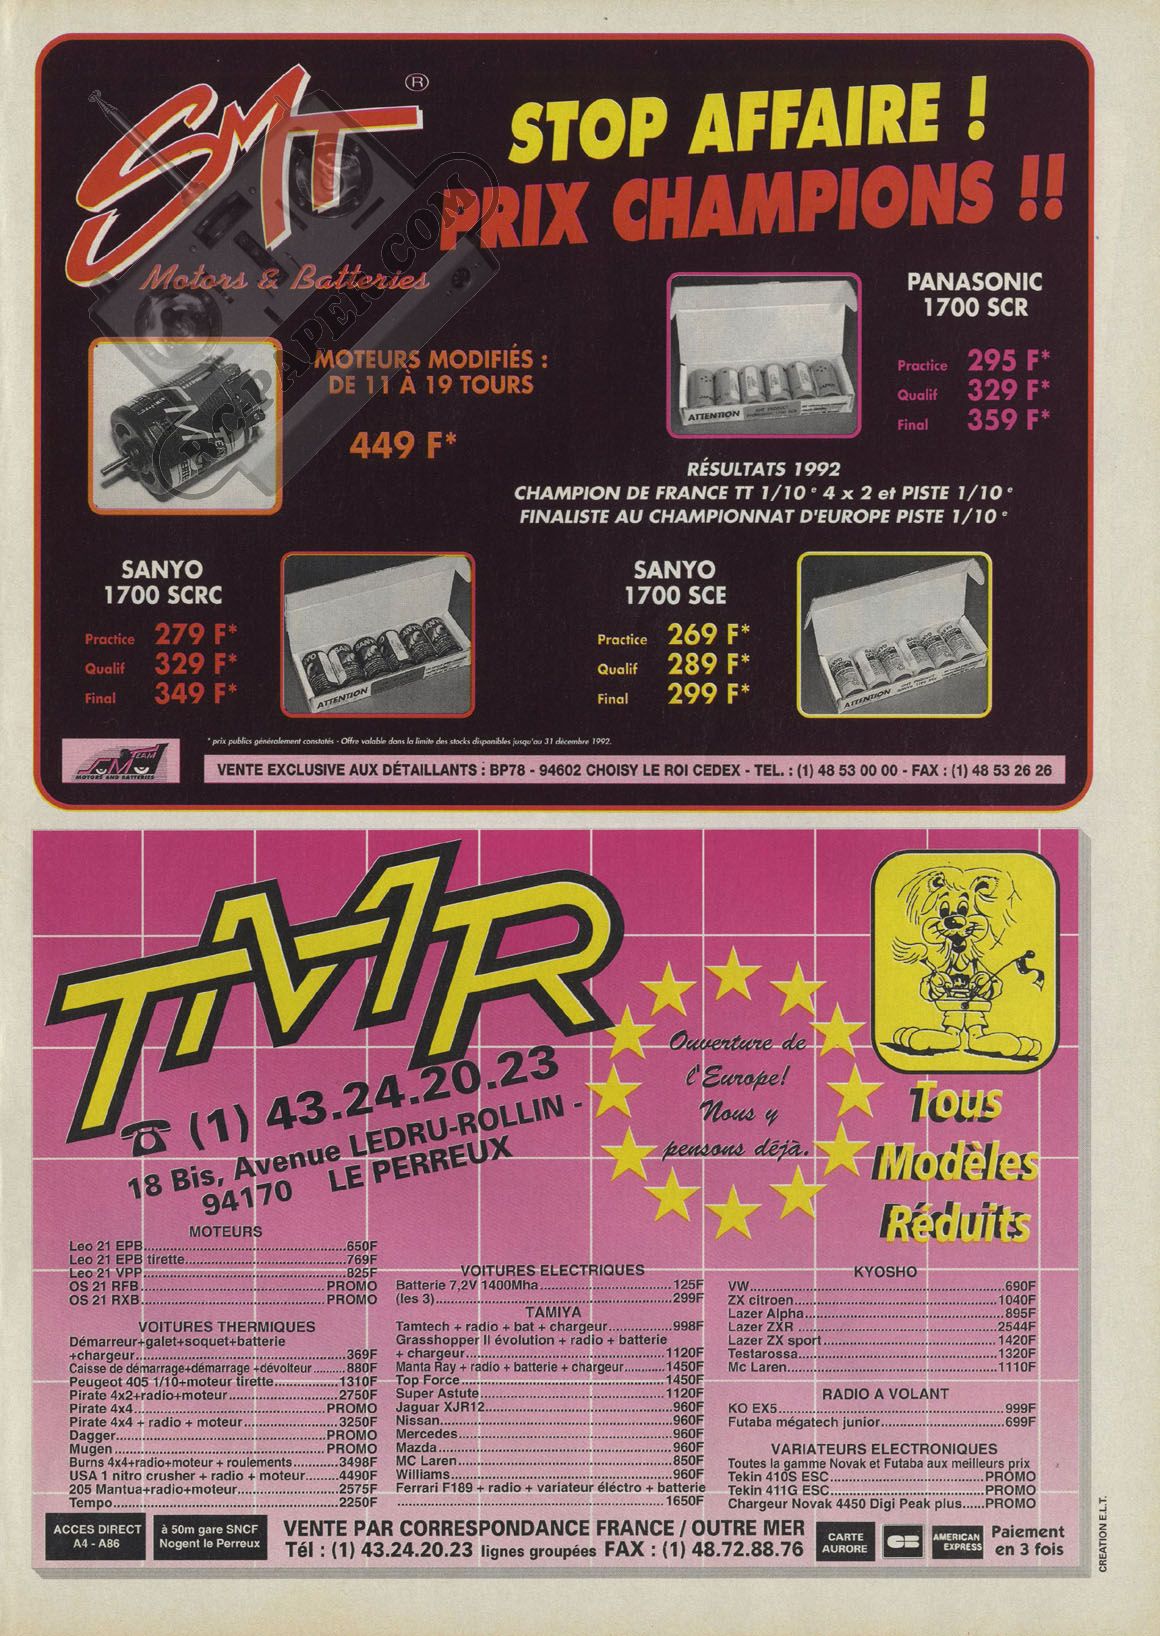 SMT ®
Motors & Batteries
STOP AFFAIRE !
PRIX CHAMPIONS !!
RCPAPER.COM
MOTEURS MODIFIÉS :
DE 11 À 19 TOURS
449 F*
PANASONIC
1700 SCR
Practice 295 F*
Qualif 329 F*
Final 359 F*
ATTENTION
RÉSULTATS 1992
CHAMPION DE FRANCE TT 1/10 e 4 x 2 et PISTE 1/10 e
FINALISTE AU CHAMPIONNAT D'EUROPE PISTE 1/10 e
SANYO
1700 SCRC
Practice 279 F*
Qualif 329 F*
Final 349 F*
ATTENTION
SANYO
1700 SCE
Practice 269 F*
Qualif 289 F*
Final 299 F*
ATTENTION
* prix publics généralement constatés - Offre valable dans la limite des stocks disponibles jusqu'au 31 décembre 1992.
TEAM
SMT
MOTORS AND BATTERIES
VENTE EXCLUSIVE AUX DÉTAILLANTS : BP78 - 94602 CHOISY LE ROI CEDEX - TEL. : (1) 48 53 00 00 - FAX : (1) 48 53 26 26
TMR
☎ (1) 43.24.20.23
18 Bis, Avenue LEDRU-ROLLIN -
94170 LE PERREUX
Ouverture de
l'Europe!
Nous y
pensons déjà.
Tous
Modèles
Réduits
MOTEURS
Leo 21 EPB...650F
Leo 21 EPB tirette...769F
Leo 21 VPP...825F
OS 21 RFB...PROMO
OS 21 RXB...PROMO
VOITURES THERMIQUES
Démarreur+galet+soquet+batterie
+chargeur...369F
Caisse de démarrage+démarrage +dévolteur...880F
Peugeot 405 1/10+moteur tirette...1310F
Pirate 4x2+radio+moteur...2750F
Pirate 4x4...PROMO
Pirate 4x4 + radio + moteur...3250F
Dagger...PROMO
Mugen...PROMO
Burns 4x4+radio+moteur + roulements...3498F
USA 1 nitro crusher + radio + moteur...4490F
205 Mantua+radio+moteur...2575F
Tempo...2250F
VOITURES ELECTRIQUES
Batterie 7,2V 1400Mha...125F
(les 3)...299F
TAMIYA
Tamtech + radio + bat + chargeur...998F
Grasshopper II évolution + radio + batterie
+ chargeur...1120F
Manta Ray + radio + batterie + chargeur...1450F
Top Force...1450F
Super Astute...1120F
Jaguar XJR12...960F
Nissan...960F
Mercedes...960F
Mazda...960F
MC Laren...850F
Williams...960F
Ferrari F189 + radio + variateur éléctro + batterie
...1650F
KYOSHO
VW...690F
ZX citroen...1040F
Lazer Alpha...895F
Lazer ZXR...2544F
Lazer ZX sport...1420F
Testarossa...1320F
Mc Laren...1110F
RADIO A VOLANT
KO EX5...999F
Futaba mégatech junior...699F
VARIATEURS ELECTRONIQUES
Toutes la gamme Novak et Futaba aux meilleurs prix
Tekin 410S ESC...PROMO
Tekin 411G ESC...PROMO
Chargeur Novak 4450 Digi Peak plus...PROMO
ACCES DIRECT
A4 - A86
à 50m gare SNCF
Nogent le Perreux
VENTE PAR CORRESPONDANCE FRANCE / OUTRE MER
Tél : (1) 43.24.20.23 lignes groupées FAX : (1) 48.72.88.76
CARTE
AURORE
CB
AMERICAN
EXPRESS
Paiement
en 3 fois
CREATION E.L.T.